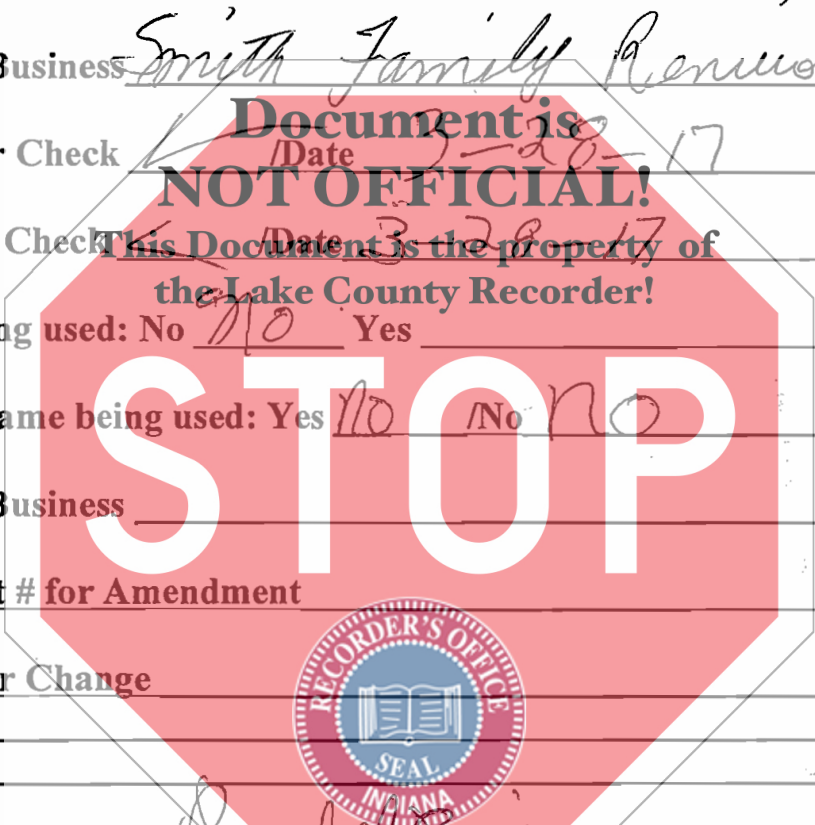 Business Smith Family
Document is
Check /Date 3-28-17
NOT OFFICIAL!
Check /Date 3-28-17
This Document is the property of
the Lake County Recorder!
ng used: No No Yes
ame being used: Yes no /No no
STOP
Business
t # for Amendment
r Change
RECORDER'S OFFICE
SEAL
INDIANA